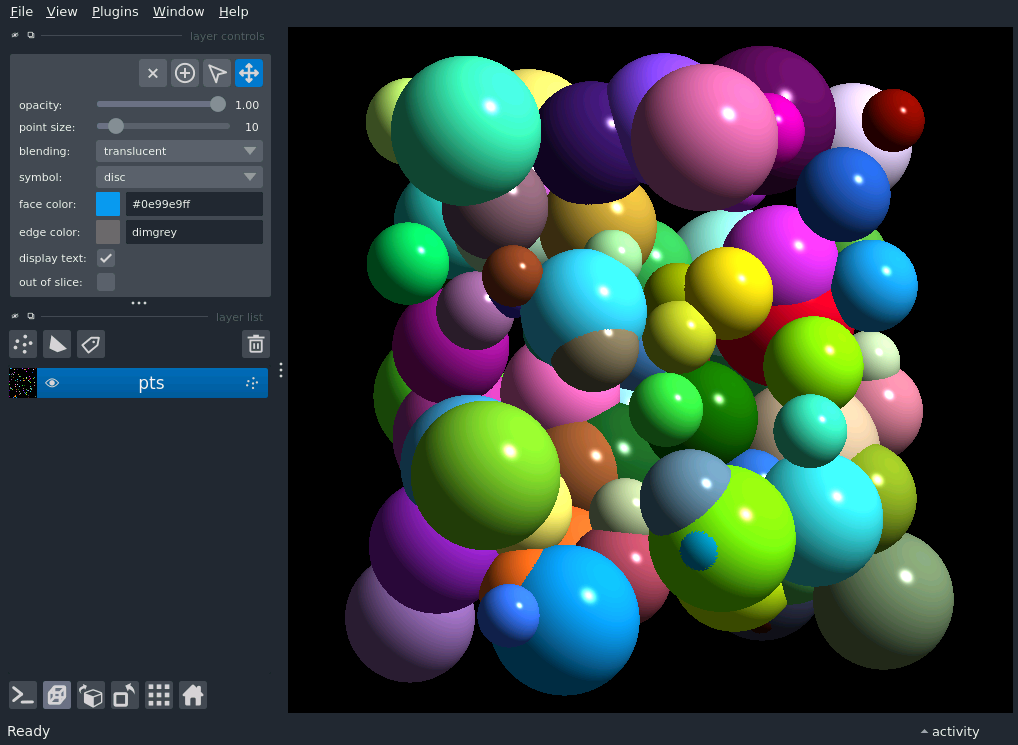 File View Plugins Window Help
layer controls
opacity: 1.00
point size: 10
blending: translucent
symbol: disc
face color: #0e99e9ff
edge color: dimgrey
display text:
out of slice:
layer list
pts
Ready activity